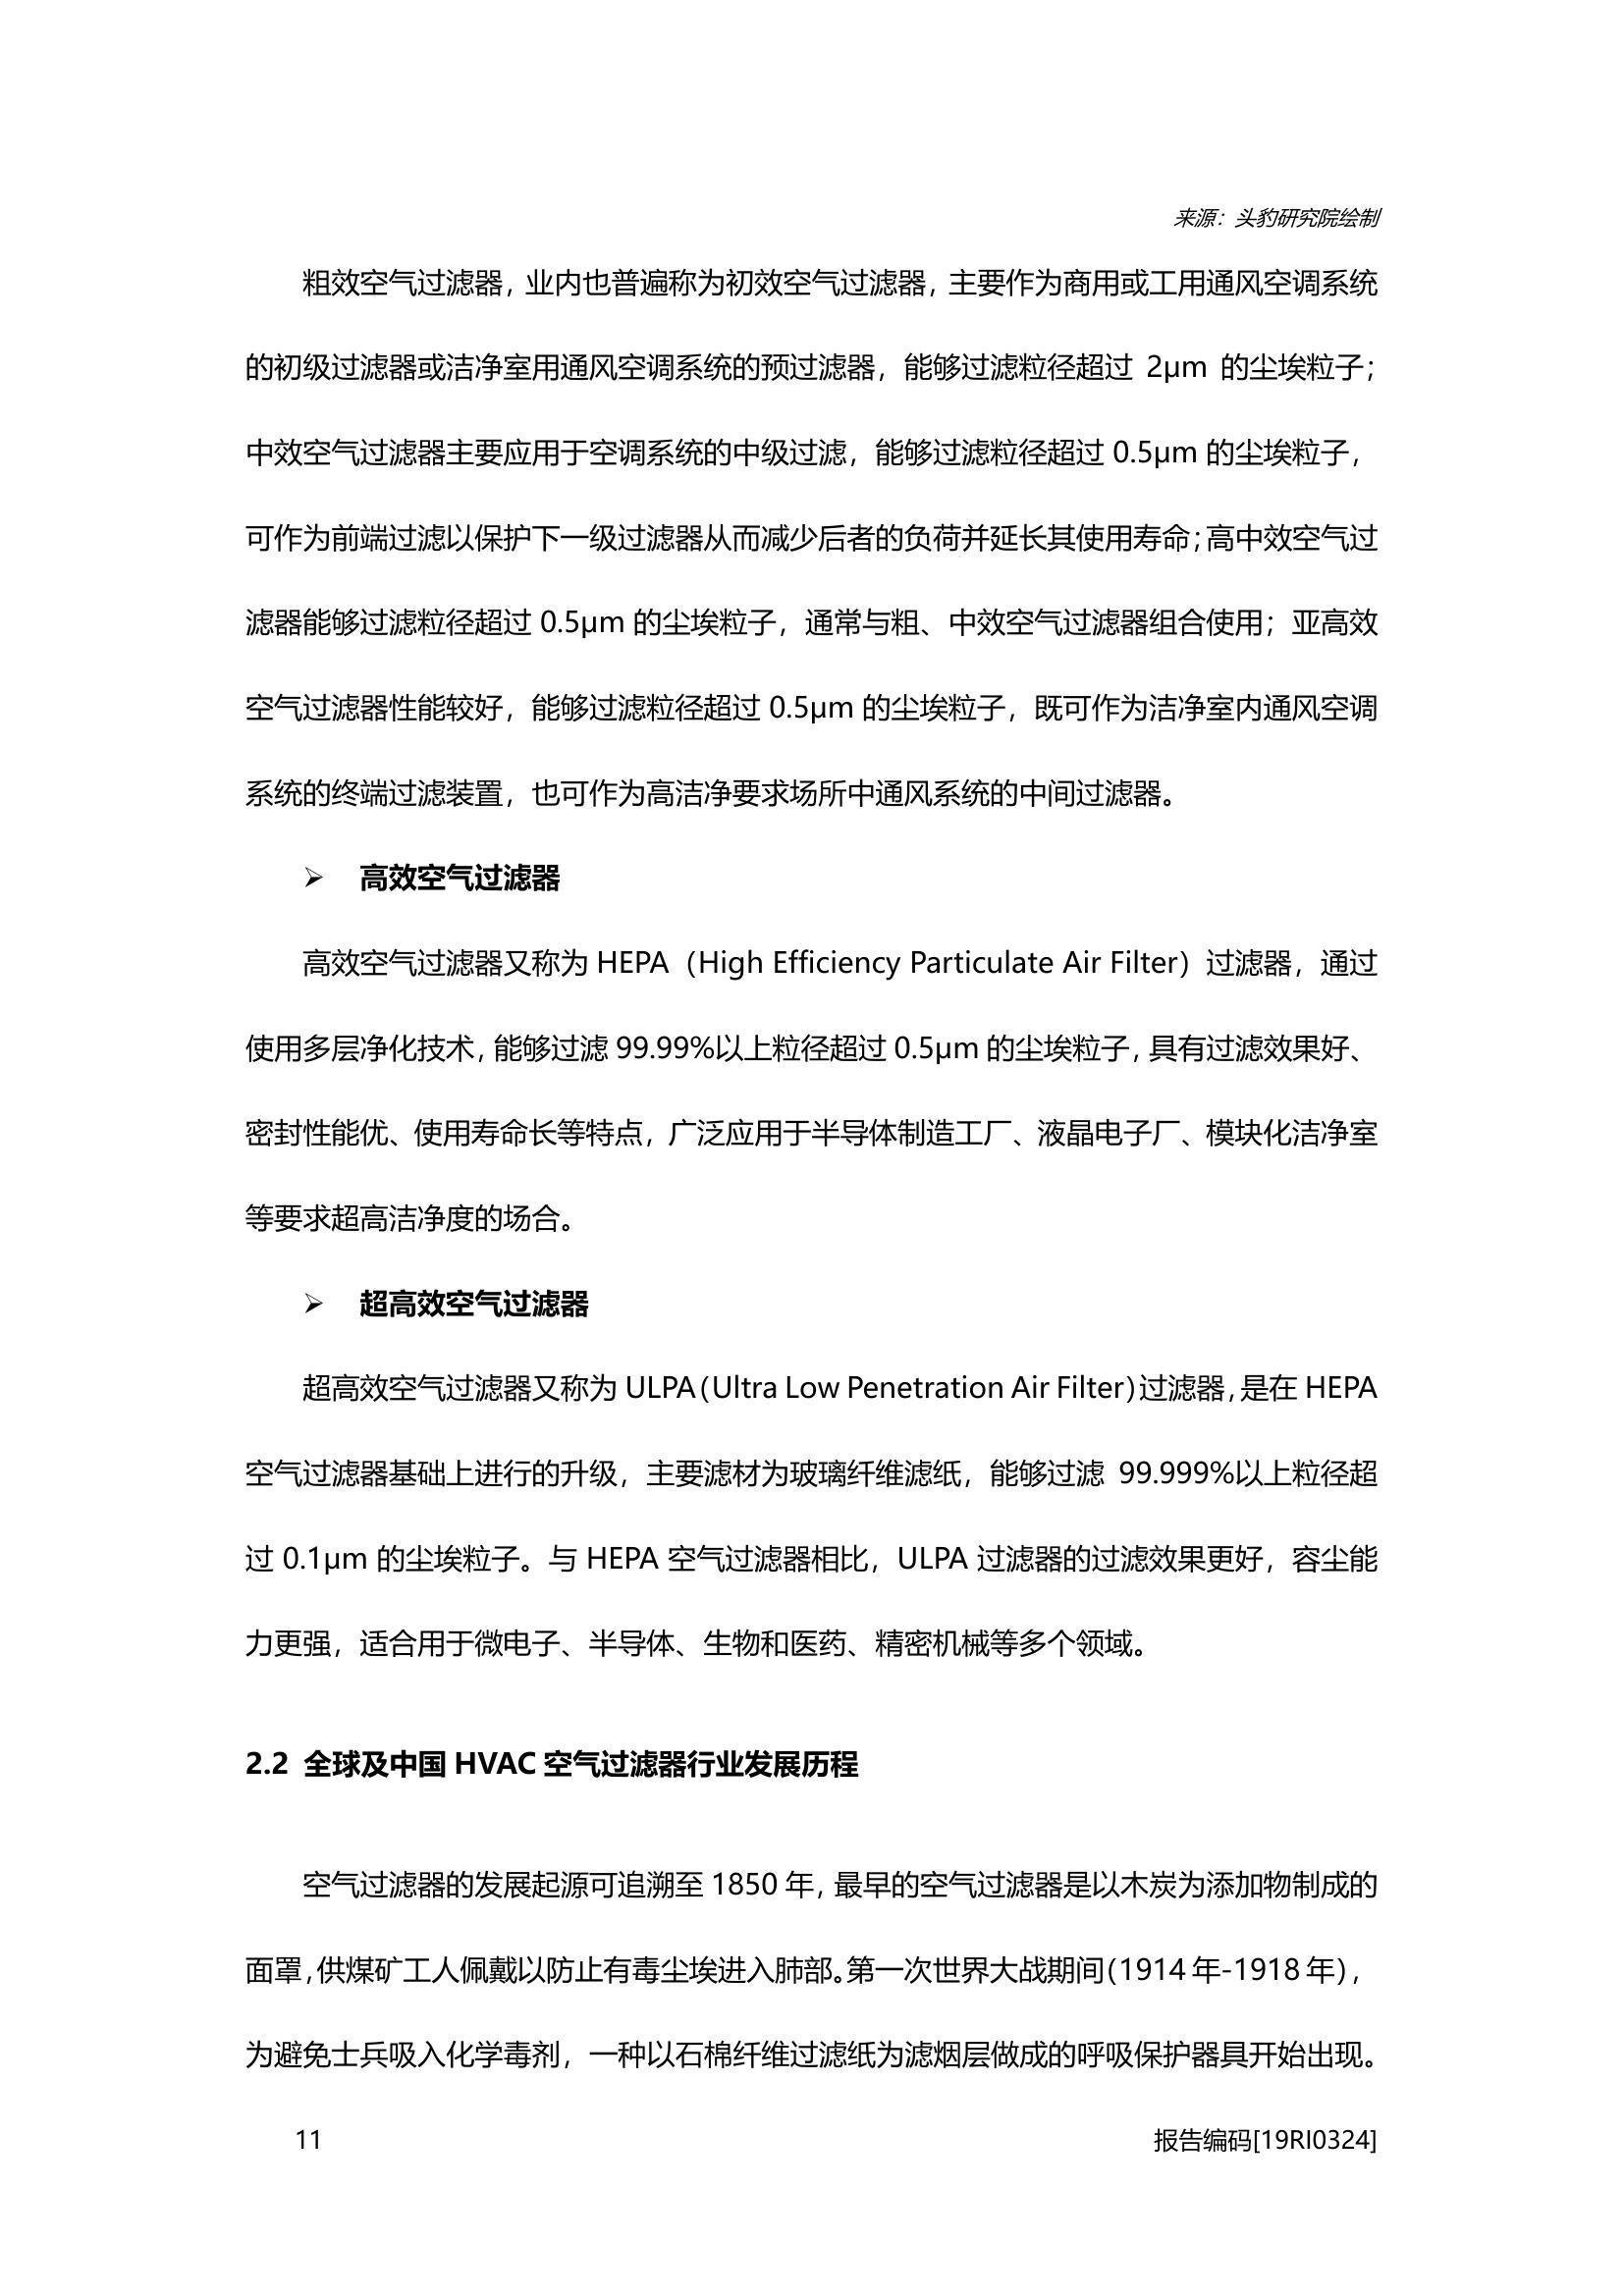 来源：头豹研究院绘制
粗效空气过滤器，业内也普遍称为初效空气过滤器，主要作为商用或工用通风空调系统
的初级过滤器或洁净室用通风空调系统的预过滤器，能够过滤粒径超过 2μm 的尘埃粒子；
中效空气过滤器主要应用于空调系统的中级过滤，能够过滤粒径超过 0.5μm 的尘埃粒子，
可作为前端过滤以保护下一级过滤器从而减少后者的负荷并延长其使用寿命；高中效空气过
滤器能够过滤粒径超过 0.5μm 的尘埃粒子，通常与粗、中效空气过滤器组合使用；亚高效
空气过滤器性能较好，能够过滤粒径超过 0.5μm 的尘埃粒子，既可作为洁净室内通风空调
系统的终端过滤装置，也可作为高洁净要求场所中通风系统的中间过滤器。
➢ 高效空气过滤器
高效空气过滤器又称为 HEPA（High Efficiency Particulate Air Filter）过滤器，通过
使用多层净化技术，能够过滤 99.99%以上粒径超过 0.5μm 的尘埃粒子，具有过滤效果好、
密封性能优、使用寿命长等特点，广泛应用于半导体制造工厂、液晶电子厂、模块化洁净室
等要求超高洁净度的场合。
➢ 超高效空气过滤器
超高效空气过滤器又称为 ULPA（Ultra Low Penetration Air Filter）过滤器，是在 HEPA
空气过滤器基础上进行的升级，主要滤材为玻璃纤维滤纸，能够过滤 99.999%以上粒径超
过 0.1μm 的尘埃粒子。与 HEPA 空气过滤器相比，ULPA 过滤器的过滤效果更好，容尘能
力更强，适合用于微电子、半导体、生物和医药、精密机械等多个领域。
2.2 全球及中国 HVAC 空气过滤器行业发展历程
空气过滤器的发展起源可追溯至 1850 年，最早的空气过滤器是以木炭为添加物制成的
面罩，供煤矿工人佩戴以防止有毒尘埃进入肺部。第一次世界大战期间（1914 年-1918 年），
为避免士兵吸入化学毒剂，一种以石棉纤维过滤纸为滤烟层做成的呼吸保护器具开始出现。
11 报告编码[19RI0324]